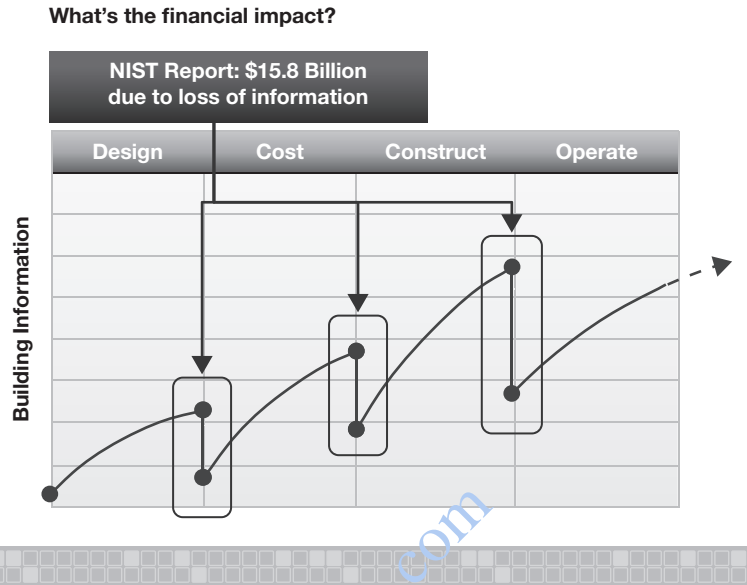 What's the financial impact?
NIST Report: $15.8 Billion
due to loss of information
Design Cost Construct Operate
Building Information
com